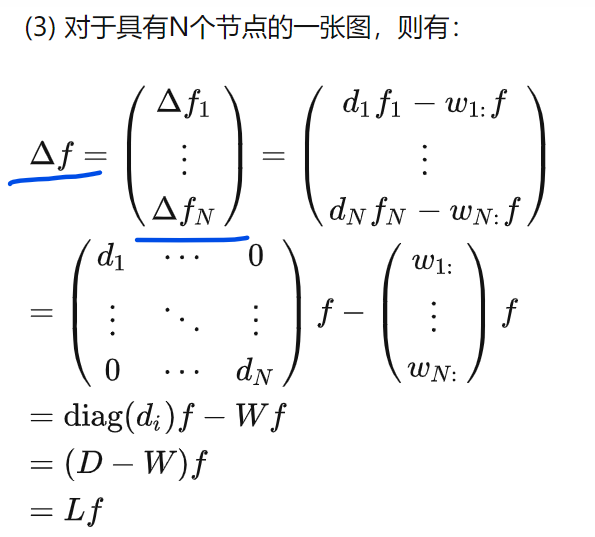 (3) 对于具有N个节点的一张图，则有：
$\Delta f = \begin{pmatrix} \Delta f_1 \\ \vdots \\ \Delta f_N \end{pmatrix} = \begin{pmatrix} d_1 f_1 - w_{1:} f \\ \vdots \\ d_N f_N - w_{N:} f \end{pmatrix}$
$= \begin{pmatrix} d_1 & \cdots & 0 \\ \vdots & \ddots & \vdots \\ 0 & \cdots & d_N \end{pmatrix} f - \begin{pmatrix} w_{1:} \\ \vdots \\ w_{N:} \end{pmatrix} f$
$= \mathrm{diag}(d_i) f - W f$
$= (D - W) f$
$= L f$